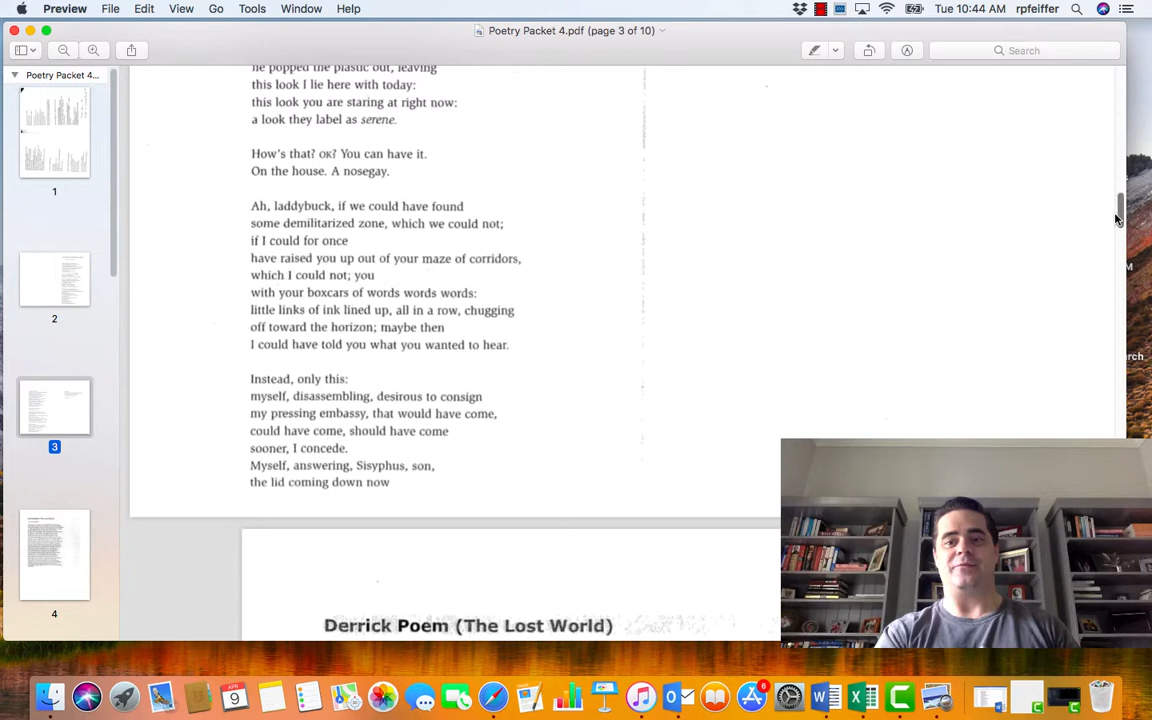 Preview File Edit View Go Tools Window Help
Tue 10:44 AM rpfeiffer
Poetry Packet 4.pdf (page 3 of 10)
Search
Poetry Packet 4...
1
2
3
4
he popped the plastic out, leaving
this look I lie here with today:
this look you are staring at right now:
a look they label as serene.
How's that? OK? You can have it.
On the house. A nosegay.
Ah, laddybuck, if we could have found
some demilitarized zone, which we could not;
if I could for once
have raised you up out of your maze of corridors,
which I could not; you
with your boxcars of words words words:
little links of ink lined up, all in a row, chugging
off toward the horizon; maybe then
I could have told you what you wanted to hear.
Instead, only this:
myself, disassembling, desirous to consign
my pressing embassy, that would have come,
could have come, should have come
sooner, I concede.
Myself, answering, Sisyphus, son,
the lid coming down now
Derrick Poem (The Lost World)
M
rch
APR
9
6